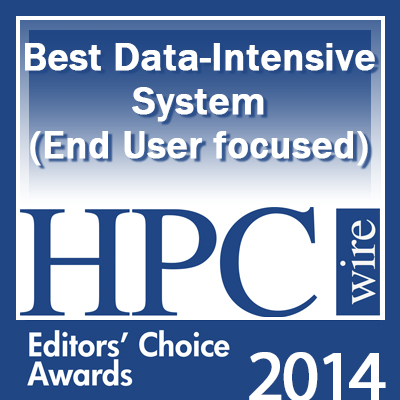 Best Data-Intensive
System
(End User focused)
HPC
wire
Editors' Choice
Awards
2014